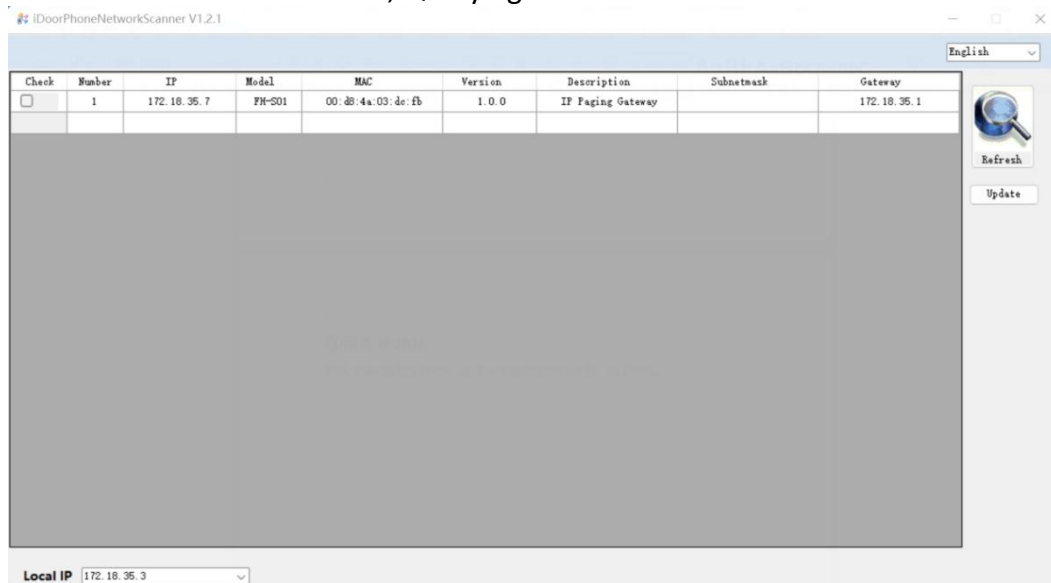 iDoorPhoneNetworkScanner V1.2.1
English
Check Number IP Model MAC Version Description Subnetmask Gateway
1 172.18.35.7 FH-S01 00:d8:4a:03:dc:fb 1.0.0 IP Paging Gateway 172.18.35.1
Refresh
Update
Local IP 172.18.35.3